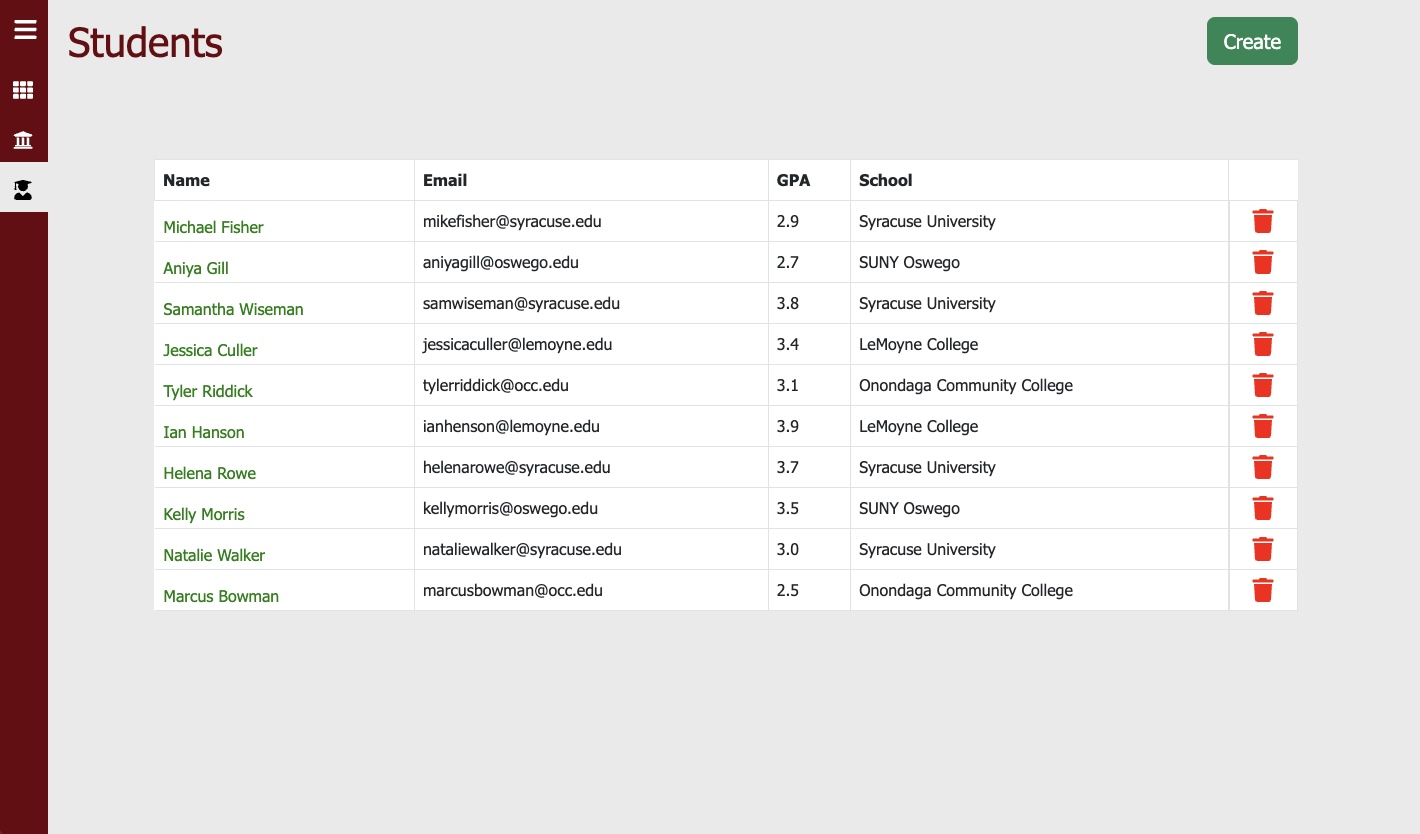 Students
Create
Name Email GPA School
Michael Fisher mikefisher@syracuse.edu 2.9 Syracuse University
Aniya Gill aniyagill@oswego.edu 2.7 SUNY Oswego
Samantha Wiseman samwiseman@syracuse.edu 3.8 Syracuse University
Jessica Culler jessicaculler@lemoyne.edu 3.4 LeMoyne College
Tyler Riddick tylerriddick@occ.edu 3.1 Onondaga Community College
Ian Hanson ianhenson@lemoyne.edu 3.9 LeMoyne College
Helena Rowe helenarowe@syracuse.edu 3.7 Syracuse University
Kelly Morris kellymorris@oswego.edu 3.5 SUNY Oswego
Natalie Walker nataliewalker@syracuse.edu 3.0 Syracuse University
Marcus Bowman marcusbowman@occ.edu 2.5 Onondaga Community College